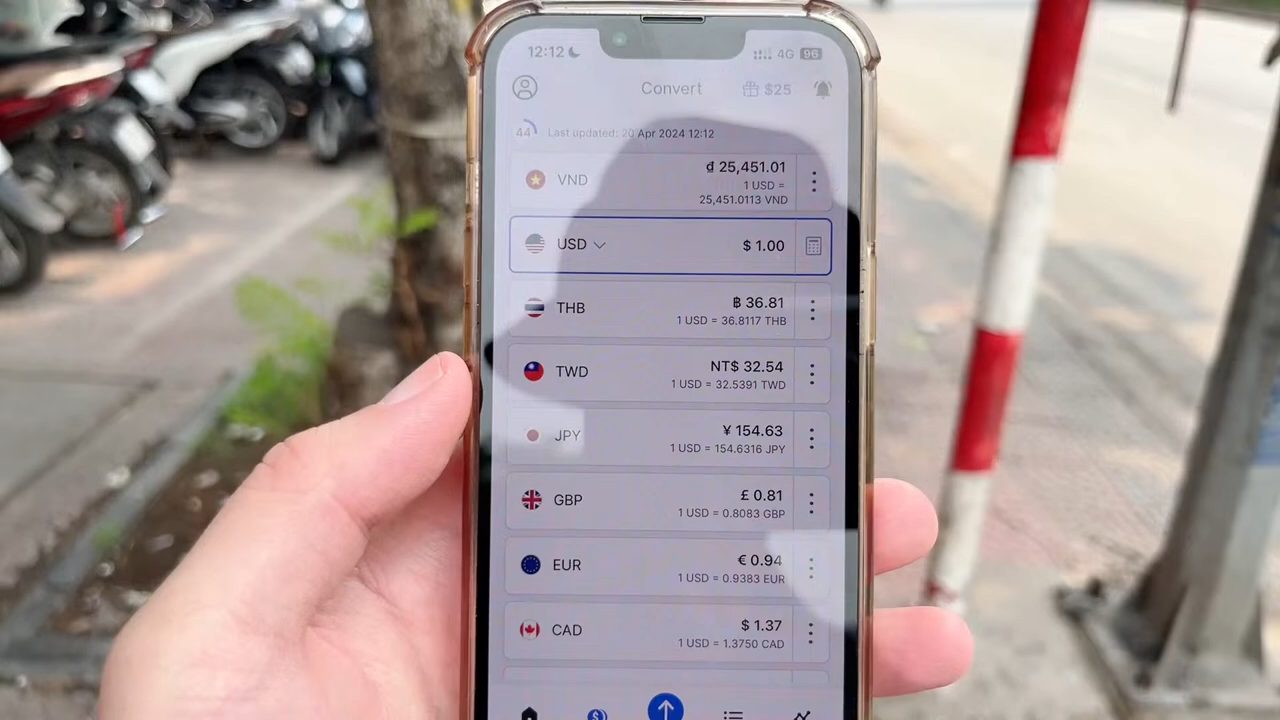 12:12 4G 96
Convert $25
44 Last updated: 20 Apr 2024 12:12
VND ₫ 25,451.01
1 USD =
25,451.0113 VND
USD $ 1.00
THB ฿ 36.81
1 USD = 36.8117 THB
TWD NT$ 32.54
1 USD = 32.5391 TWD
JPY ¥ 154.63
1 USD = 154.6316 JPY
GBP £ 0.81
1 USD = 0.8083 GBP
EUR € 0.94
1 USD = 0.9383 EUR
CAD $ 1.37
1 USD = 1.3750 CAD